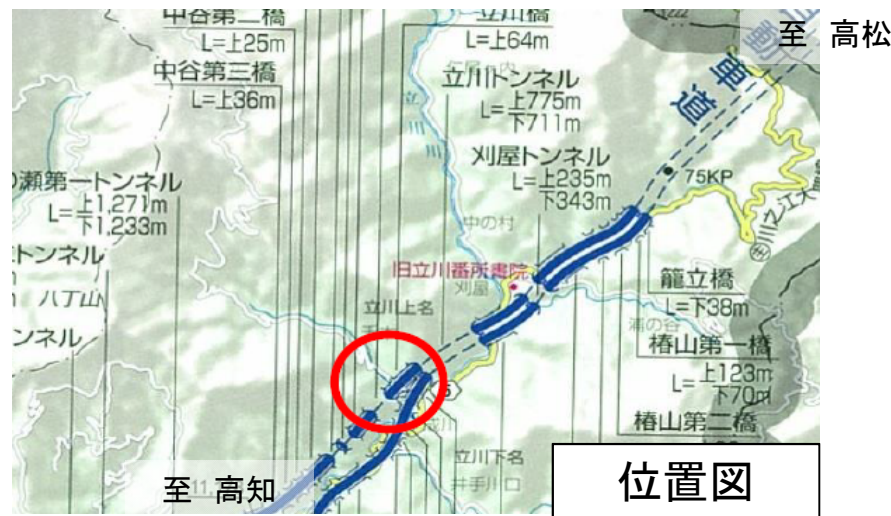 中谷第二橋
L=上25m
中谷第三橋
L=上36m
立川橋
L=上64m
至 高松
立川トンネル
L=上775m
下711m
立川川
車道
刈屋トンネル
L=上235m
下343m
75KP
瀬第一トンネル
L=上1,271m
下1,233m
トンネル
八丁山
ンネル
中の村
旧立川番所書院
刈屋
立川上名
籠立橋
L=下38m
浦の谷
椿山第一橋
L=上123m
下70m
椿山第二橋
立川下名
井手川口
至 高知
位置図